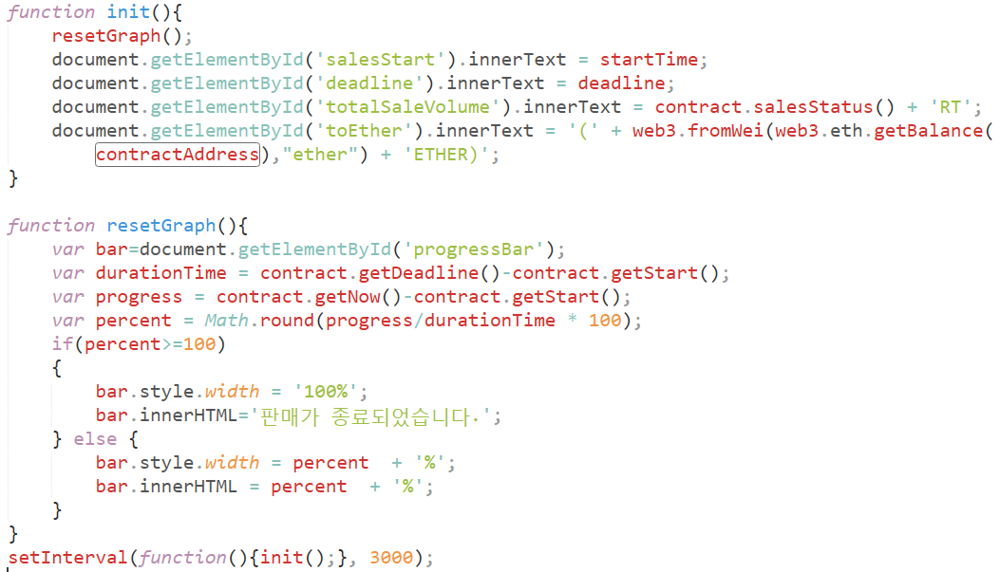 function init(){
    resetGraph();
    document.getElementById('salesStart').innerText = startTime;
    document.getElementById('deadline').innerText = deadline;
    document.getElementById('totalSaleVolume').innerText = contract.salesStatus() + 'RT';
    document.getElementById('toEther').innerText = '(' + web3.fromWei(web3.eth.getBalance(
        contractAddress),"ether") + 'ETHER)';
}
function resetGraph(){
    var bar=document.getElementById('progressBar');
    var durationTime = contract.getDeadline()-contract.getStart();
    var progress = contract.getNow()-contract.getStart();
    var percent = Math.round(progress/durationTime * 100);
    if(percent>=100)
    {
        bar.style.width = '100%';
        bar.innerHTML='판매가 종료되었습니다.';
    } else {
        bar.style.width = percent  + '%';
        bar.innerHTML = percent  + '%';
    }
}
setInterval(function(){init();}, 3000);